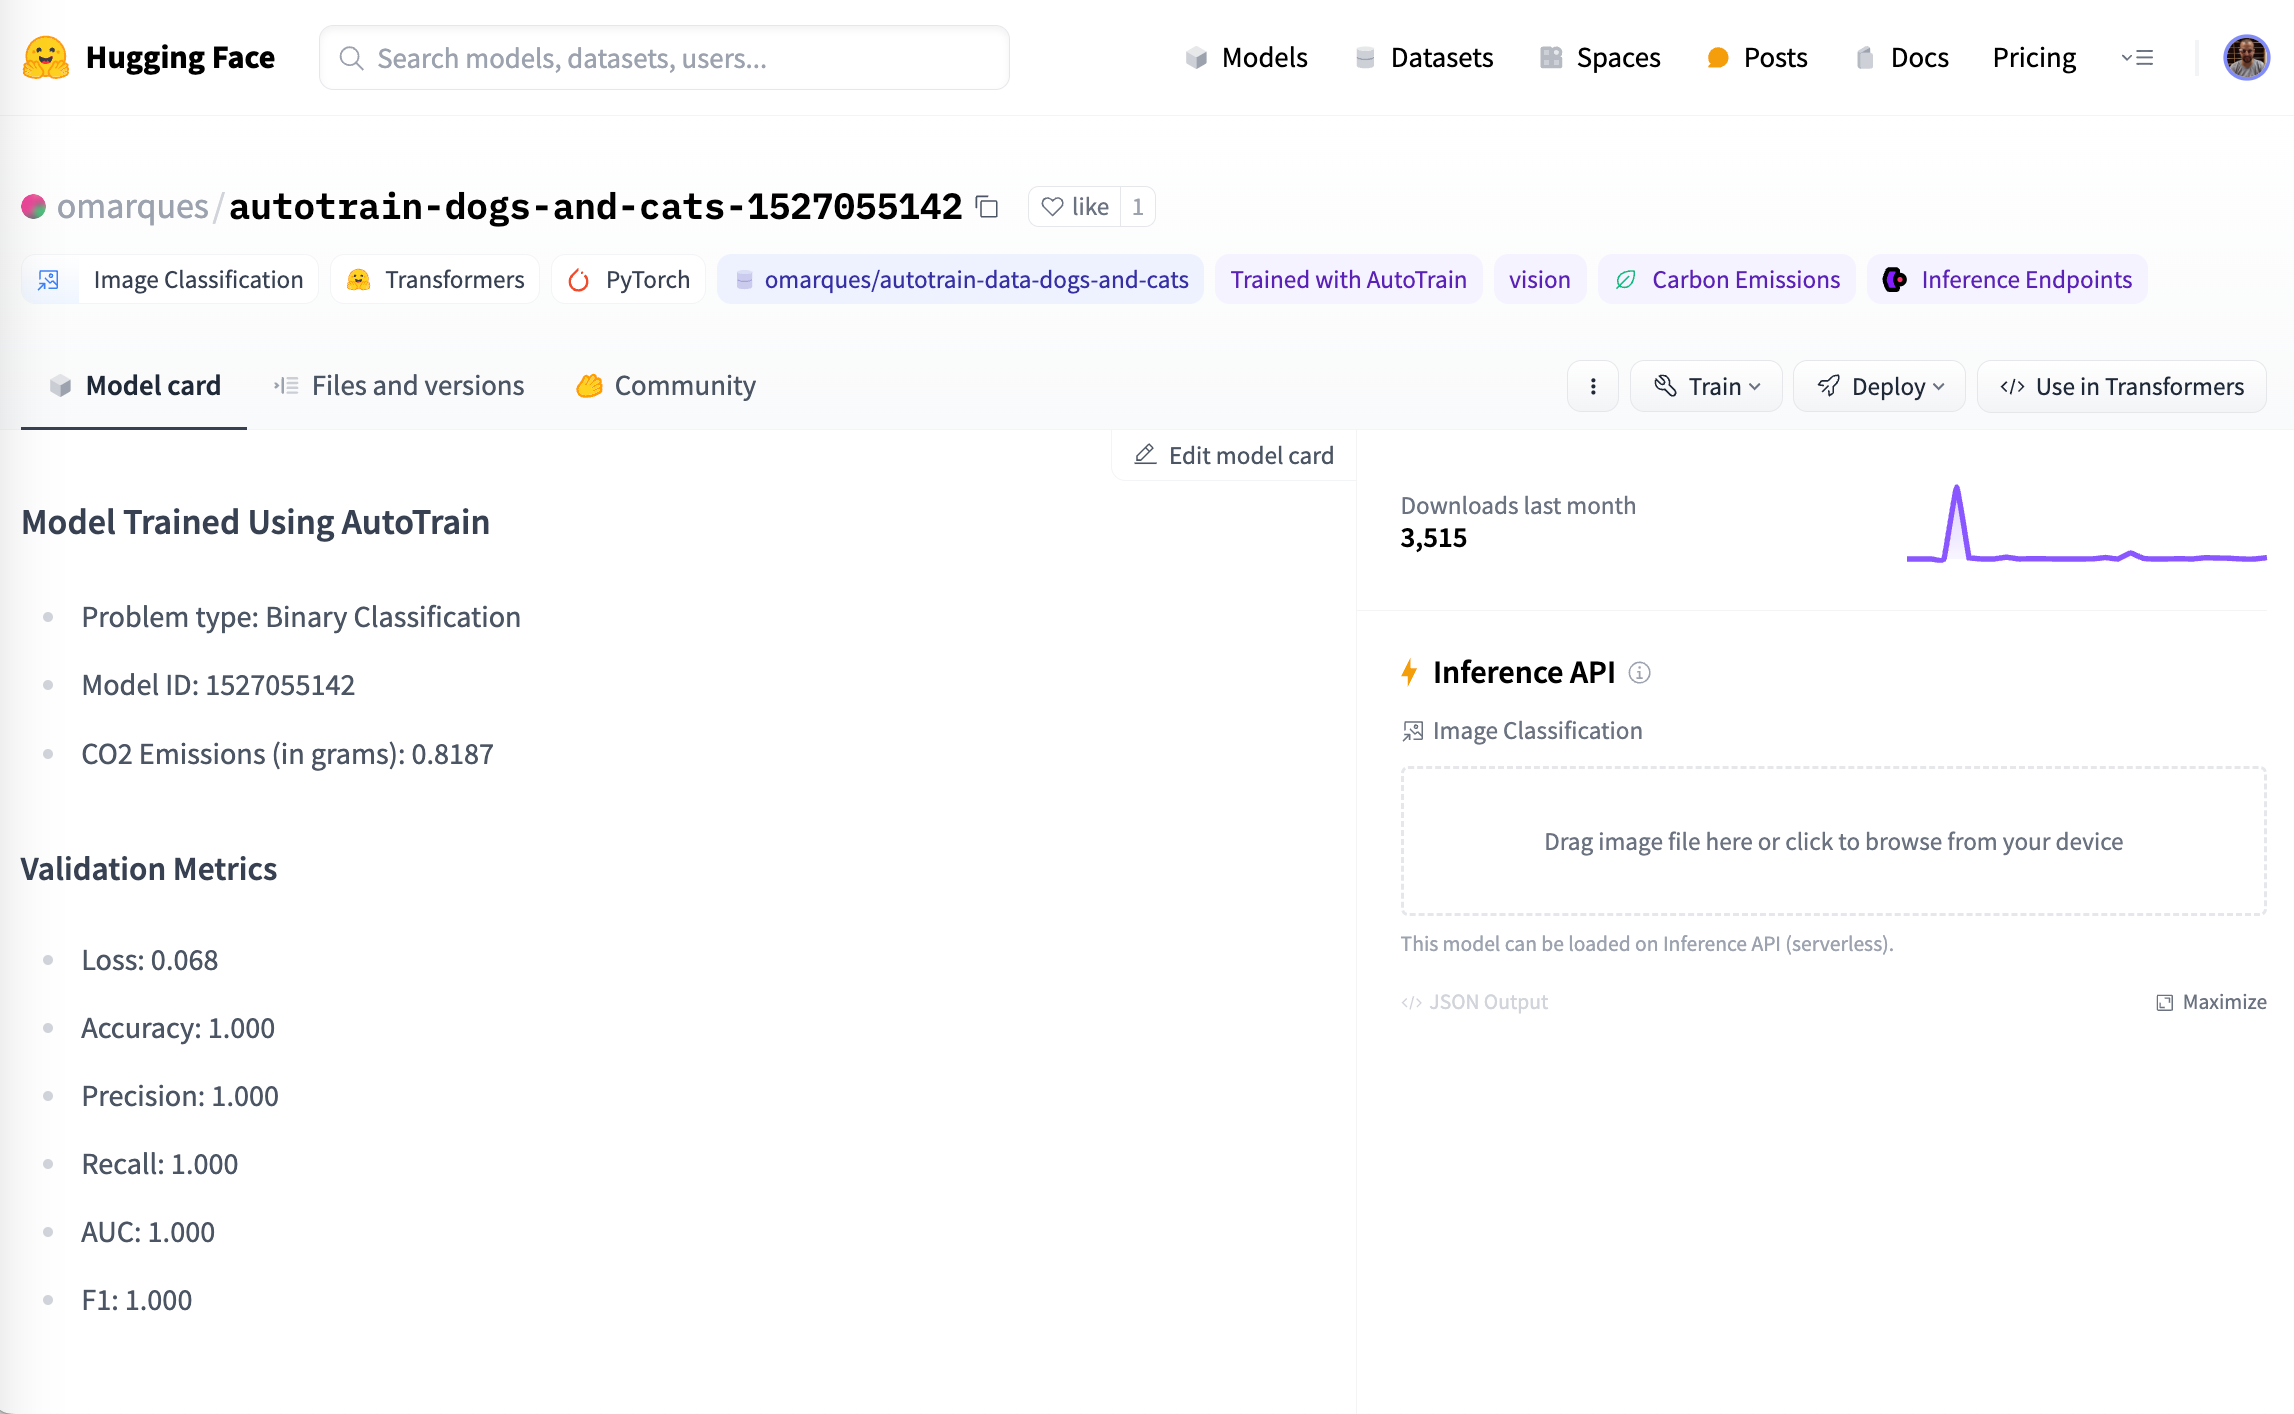 Hugging Face
Search models, datasets, users...
Models
Datasets
Spaces
Posts
Docs
Pricing
omarques/autotrain-dogs-and-cats-1527055142
like 1
Image Classification
Transformers
PyTorch
omarques/autotrain-data-dogs-and-cats
Trained with AutoTrain
vision
Carbon Emissions
Inference Endpoints
Model card
Files and versions
Community
Train
Deploy
</> Use in Transformers
Edit model card
Model Trained Using AutoTrain
Problem type: Binary Classification
Model ID: 1527055142
CO2 Emissions (in grams): 0.8187
Validation Metrics
Loss: 0.068
Accuracy: 1.000
Precision: 1.000
Recall: 1.000
AUC: 1.000
F1: 1.000
Downloads last month
3,515
Inference API
Image Classification
Drag image file here or click to browse from your device
This model can be loaded on Inference API (serverless).
</> JSON Output
Maximize